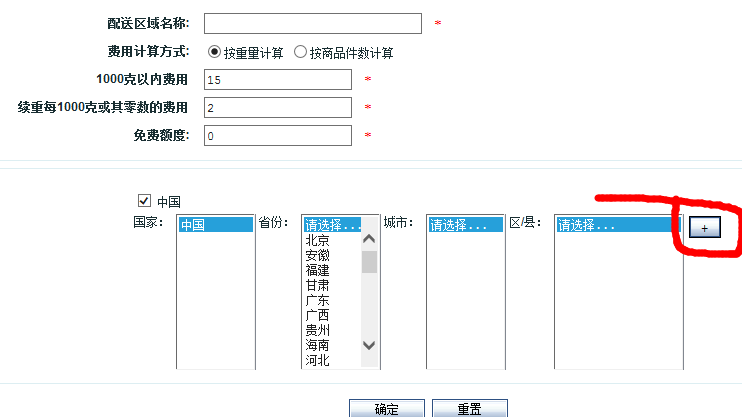 配送区域名称: *
费用计算方式: 按重量计算 按商品件数计算
1000克以内费用 15 *
续重每1000克或其零数的费用 2 *
免费额度: 0 *
中国
国家： 中国 省份： 请选择... 城市： 请选择... 区/县： 请选择... +
北京
安徽
福建
甘肃
广东
广西
贵州
海南
河北
确定 重置